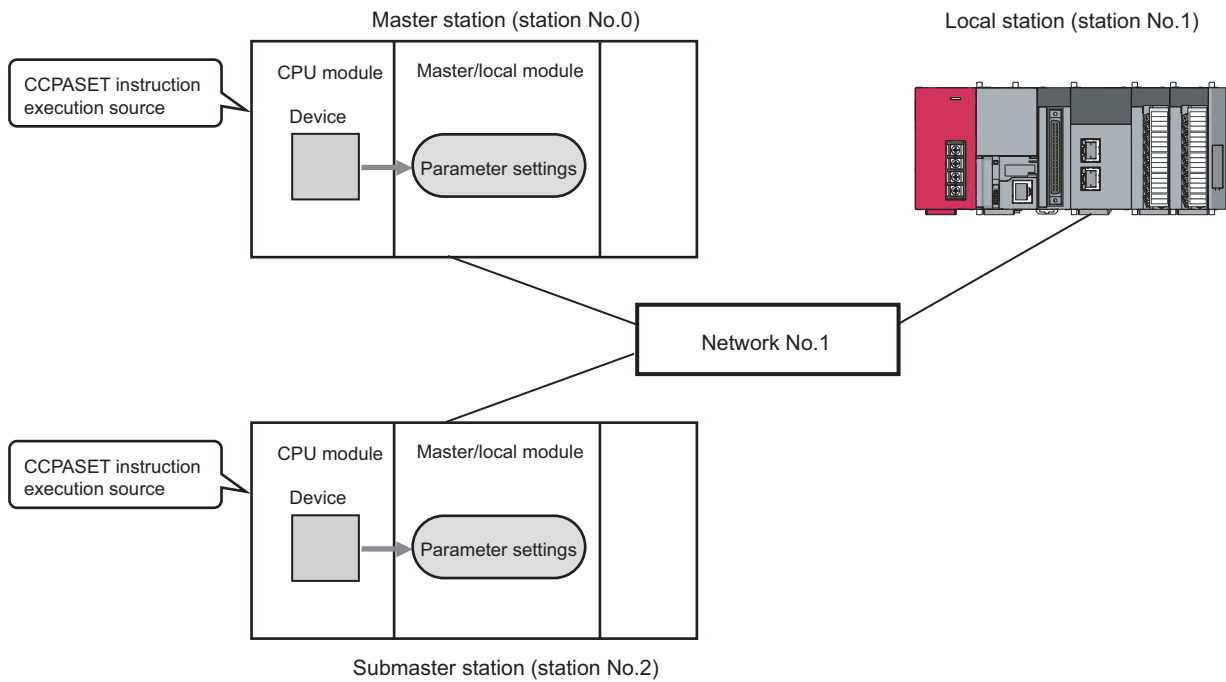 Master station (station No.0)
Local station (station No.1)
CCPASET instruction
execution source
CPU module
Master/local module
Device
Parameter settings
Network No.1
CCPASET instruction
execution source
CPU module
Master/local module
Device
Parameter settings
Submaster station (station No.2)